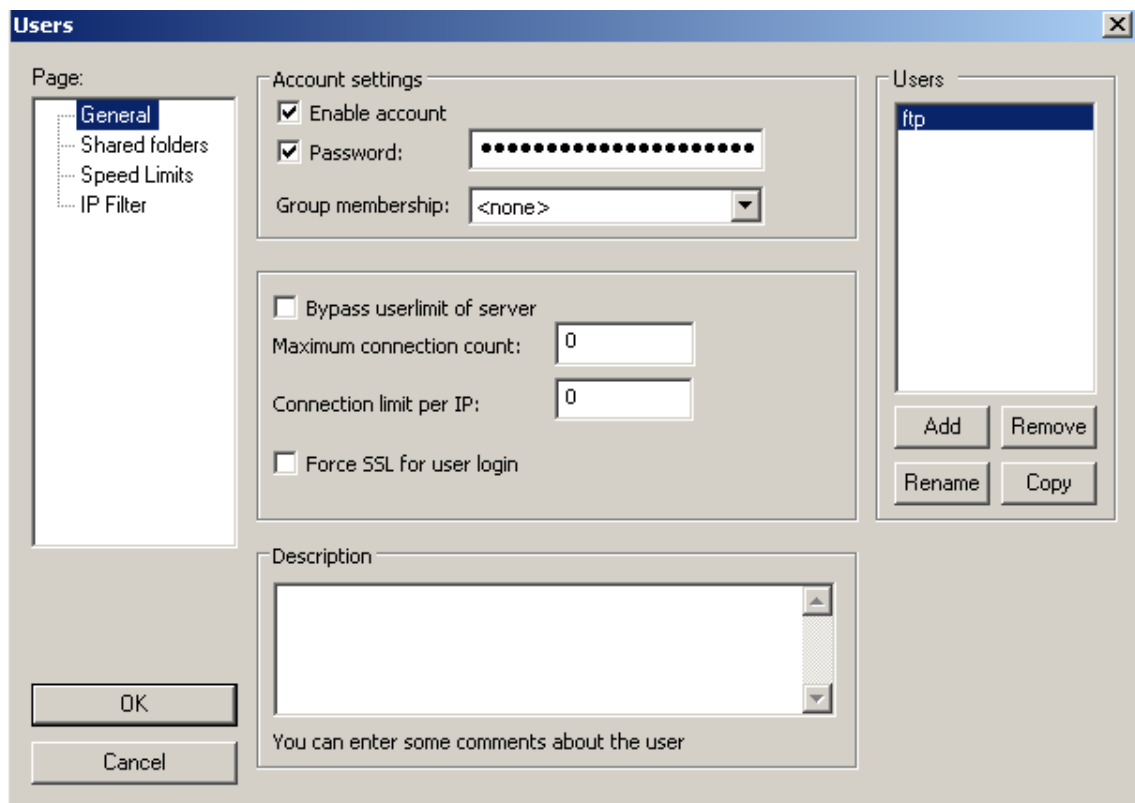 Users
Page:
General
Shared folders
Speed Limits
IP Filter
Account settings
Enable account
Password: ●●●●●●●●●●●●●●●●●●●●●
Group membership: <none>
Bypass userlimit of server
Maximum connection count: 0
Connection limit per IP: 0
Force SSL for user login
Description
You can enter some comments about the user
Users
ftp
Add Remove
Rename Copy
OK
Cancel